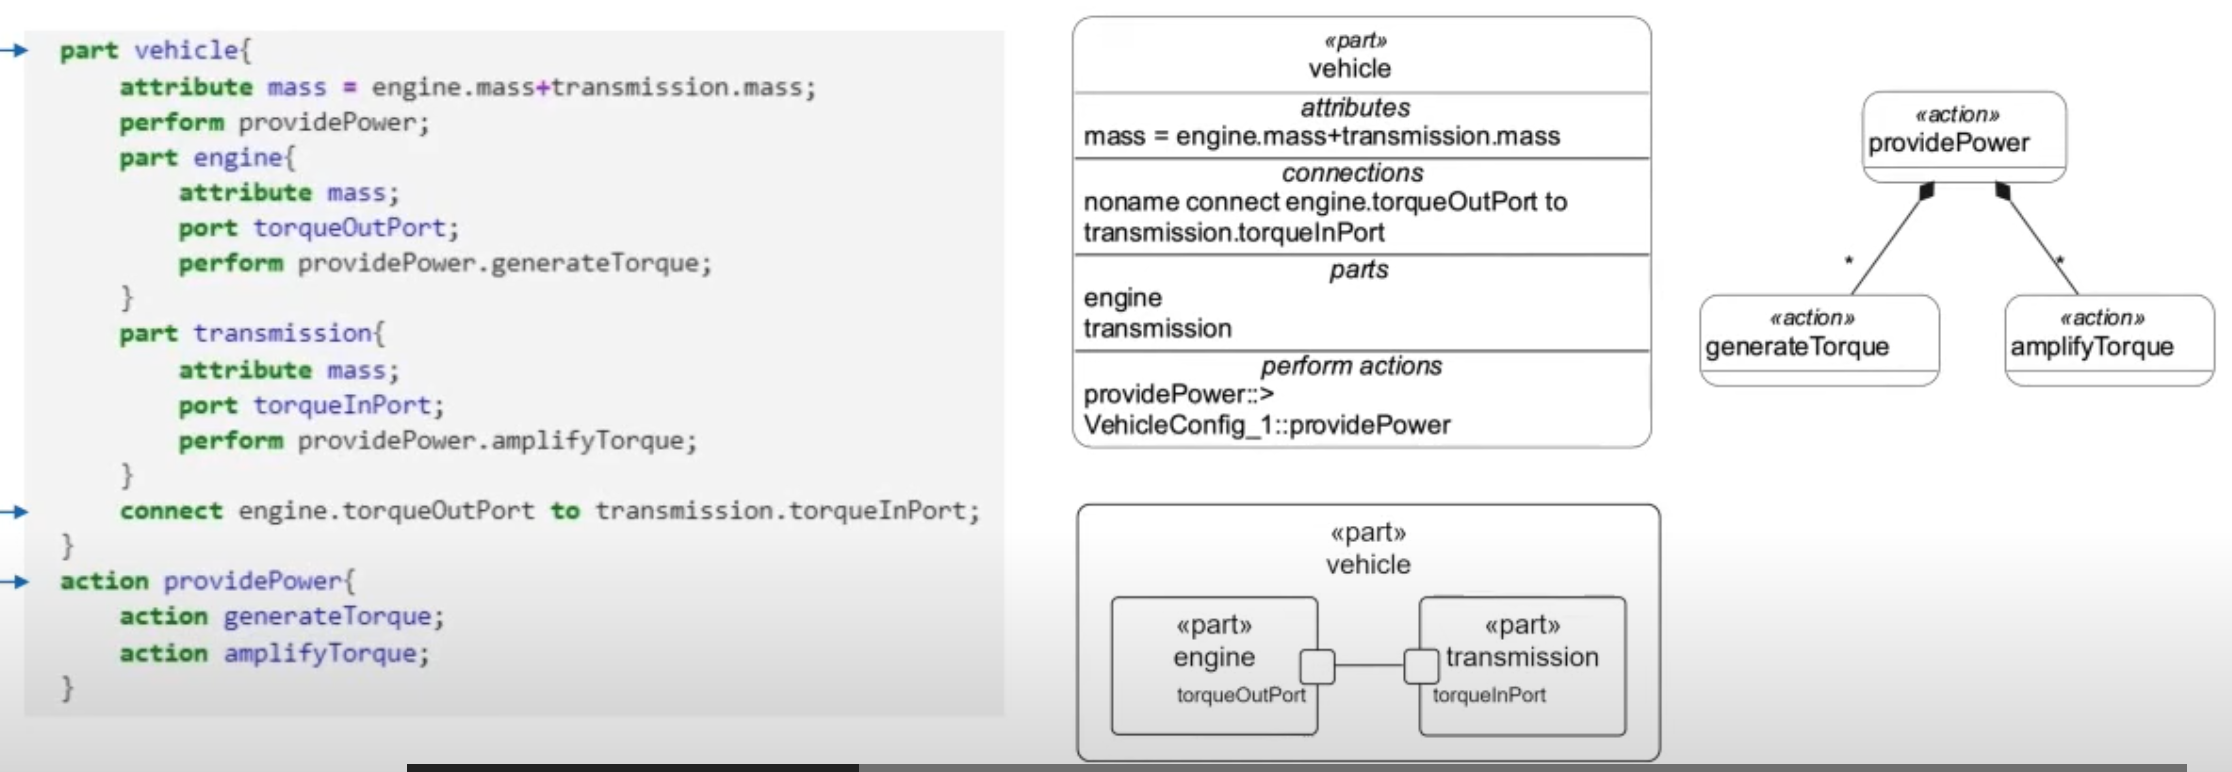 part vehicle{
attribute mass = engine.mass+transmission.mass;
perform providePower;
part engine{
attribute mass;
port torqueOutPort;
perform providePower.generateTorque;
}
part transmission{
attribute mass;
port torqueInPort;
perform providePower.amplifyTorque;
}
connect engine.torqueOutPort to transmission.torqueInPort;
}
action providePower{
action generateTorque;
action amplifyTorque;
}
«part»
vehicle
attributes
mass = engine.mass+transmission.mass
connections
noname connect engine.torqueOutPort to
transmission.torqueInPort
parts
engine
transmission
perform actions
providePower::>
VehicleConfig_1::providePower
«action»
providePower
*
*
«action»
generateTorque
«action»
amplifyTorque
«part»
vehicle
«part»
engine
torqueOutPort
«part»
transmission
torqueInPort